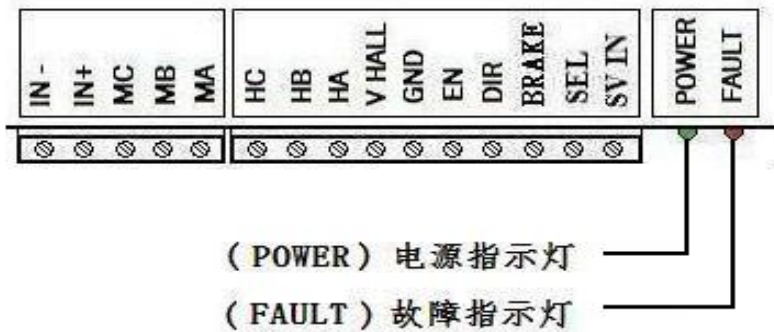 IN -
IN+
MC
MB
MA
HC
HB
HA
V HALL
GND
EN
DIR
BRAKE
SEL
SV IN
POWER
FAULT
（POWER）电源指示灯
（FAULT）故障指示灯